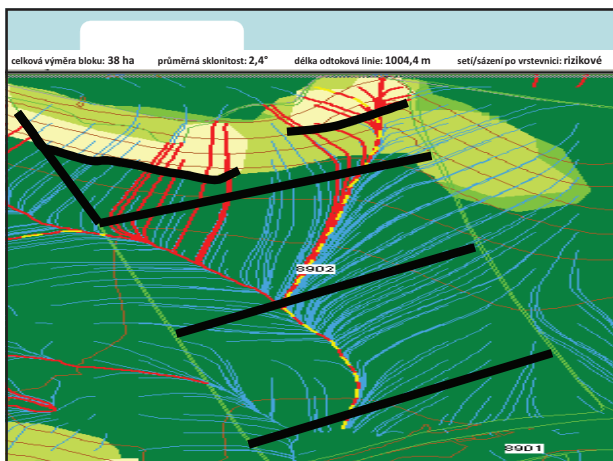 celková výměra bloku: 38 ha průměrná sklonitost: 2,4° délka odtoková linie: 1004,4 m setí/sázení po vrstevnici: rizikové
8902
8901